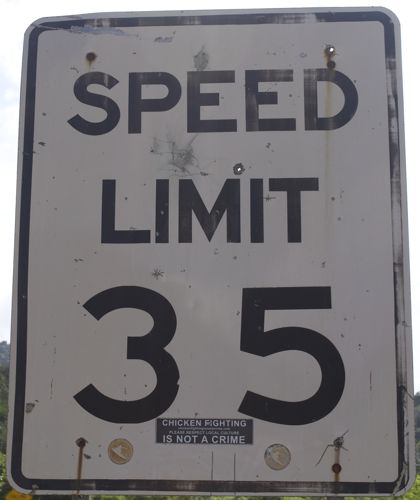 SPEED
LIMIT
35
CHICKEN FIGHTING
PLEASE RESPECT LOCAL CULTURE
IS NOT A CRIME